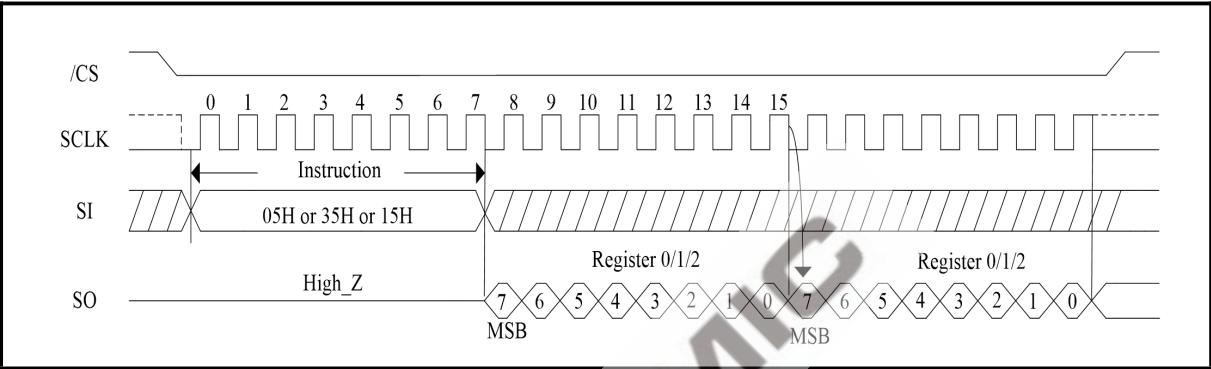 /CS
0 1 2 3 4 5 6 7 8 9 10 11 12 13 14 15
SCLK
Instruction
SI
05H or 35H or 15H
Register 0/1/2 Register 0/1/2
High_Z
SO
7 6 5 4 3 2 1 0 7 6 5 4 3 2 1 0
MSB MSB